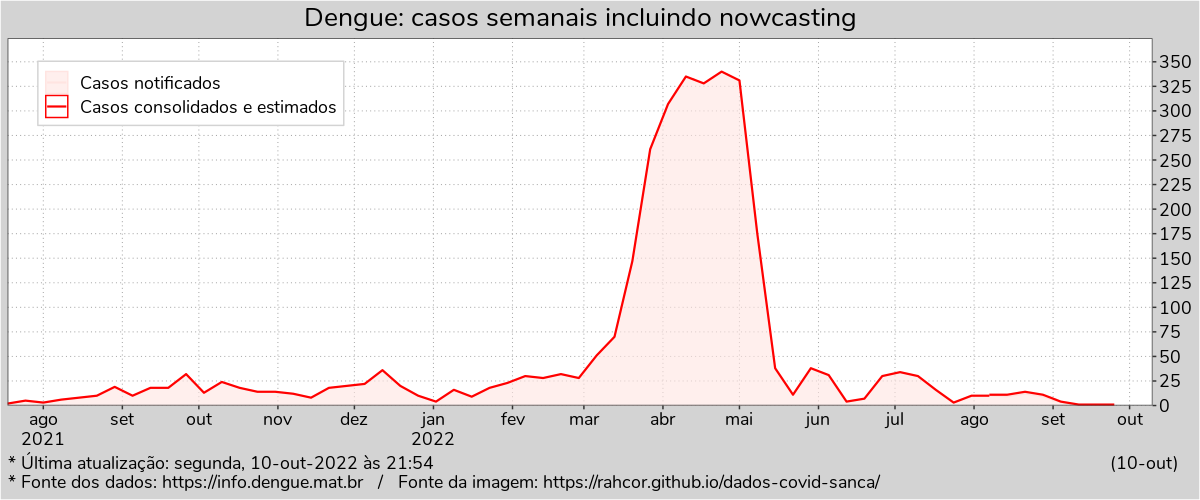 Dengue: casos semanais incluindo nowcasting
Casos notificados
Casos consolidados e estimados
350
325
300
275
250
225
200
175
150
125
100
75
50
25
0
ago set out nov dez jan fev mar abr mai jun jul ago set out
2021 2022
* Última atualização: segunda, 10-out-2022 às 21:54 (10-out)
* Fonte dos dados: https://info.dengue.mat.br / Fonte da imagem: https://rahcor.github.io/dados-covid-sanca/